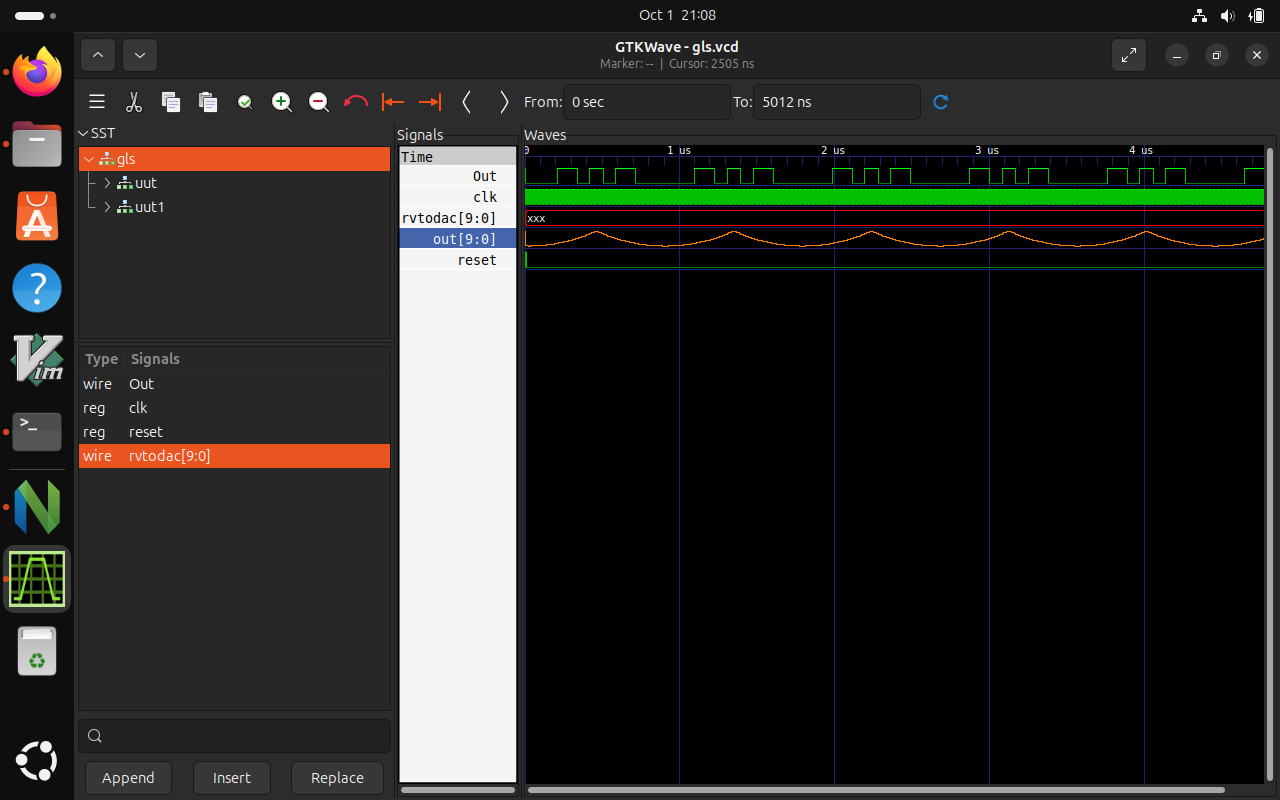 Oct 1 21:08
GTKWave - gls.vcd
Marker: -- | Cursor: 2505 ns
From: 0 sec To: 5012 ns
SST
gls
uut
uut1
Type Signals
wire Out
reg clk
reg reset
wire rvtodac[9:0]
Append Insert Replace
Signals
Time
Out
clk
rvtodac[9:0]
out[9:0]
reset
Waves
0 1 us 2 us 3 us 4 us
xxx
Vim
>_
A
?
N